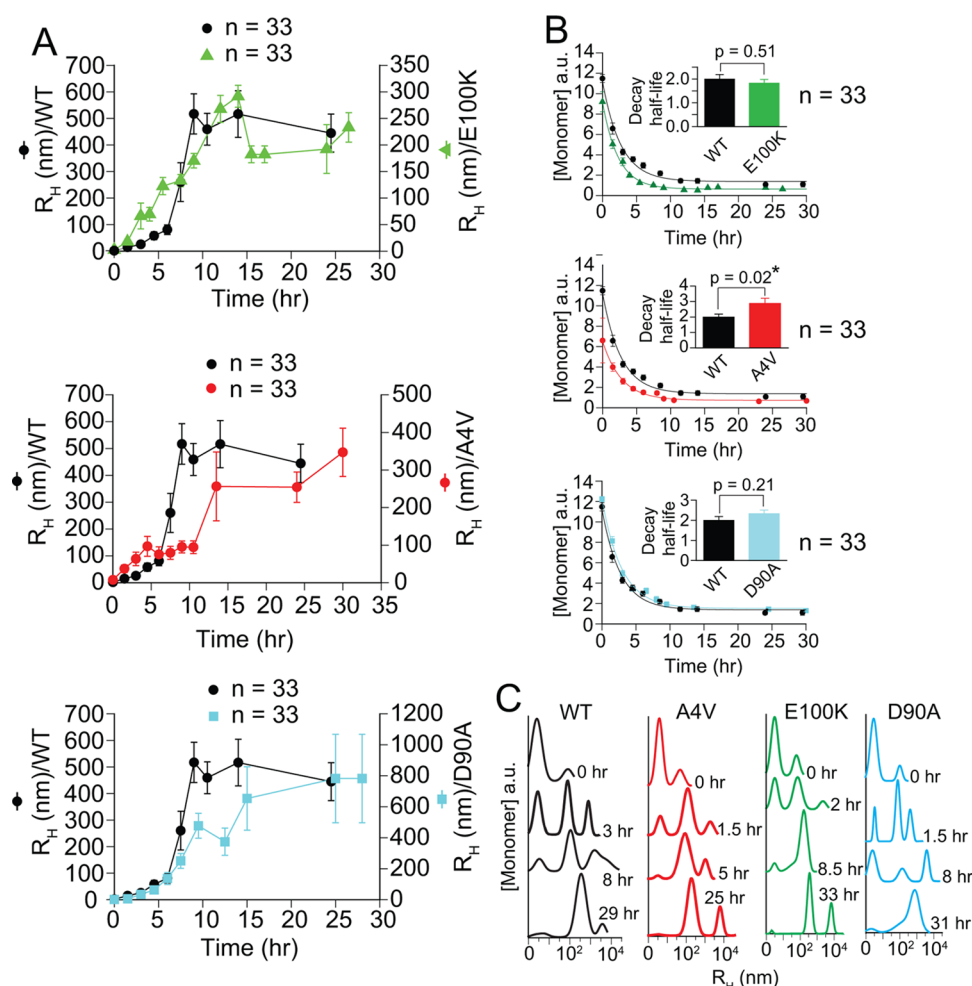 A
n = 33
n = 33
700
600
500
400
300
200
100
0
350
300
250
200
150
100
50
0
R_H (nm)/WT
R_H (nm)/E100K
0 5 10 15 20 25 30
Time (hr)
n = 33
n = 33
700
600
500
400
300
200
100
0
500
400
300
200
100
0
R_H (nm)/WT
R_H (nm)/A4V
0 5 10 15 20 25 30 35
Time (hr)
n = 33
n = 33
700
600
500
400
300
200
100
0
1200
1000
800
600
400
200
0
R_H (nm)/WT
R_H (nm)/D90A
0 5 10 15 20 25 30
Time (hr)
B
[Monomer] a.u.
14
12
10
8
6
4
2
0
p = 0.51
Decay
half-life
2.0
1.0
0.0
WT
E100K
n = 33
0 5 10 15 20 25 30
Time (hr)
[Monomer] a.u.
14
12
10
8
6
4
2
0
p = 0.02*
Decay
half-life
4
3
2
1
0
WT
A4V
n = 33
0 5 10 15 20 25 30
Time (hr)
[Monomer] a.u.
14
12
10
8
6
4
2
0
p = 0.21
Decay
half-life
3
2
1
0
WT
D90A
n = 33
0 5 10 15 20 25 30
Time (hr)
C
WT A4V E100K D90A
[Monomer] a.u.
0 hr
3 hr
8 hr
29 hr
0 hr
1.5 hr
5 hr
25 hr
0 hr
2 hr
8.5 hr
33 hr
0 hr
1.5 hr
8 hr
31 hr
0 10² 10⁴
0 10² 10⁴
0 10² 10⁴
0 10² 10⁴
R_H (nm)